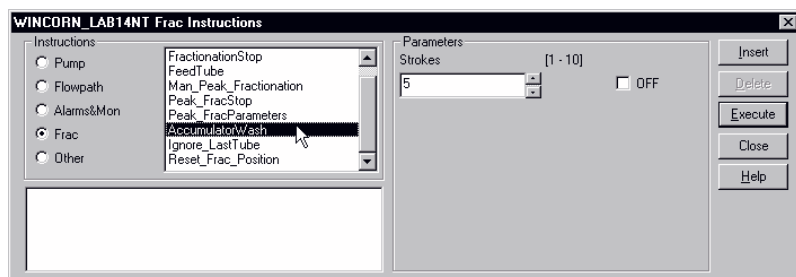 WINCORN_LAB14NT Frac Instructions
Instructions
Pump
Flowpath
Alarms&Mon
Frac
Other
FractionationStop
FeedTube
Man_Peak_Fractionation
Peak_FracStop
Peak_FracParameters
AccumulatorWash
Ignore_LastTube
Reset_Frac_Position
Parameters
Strokes [1 - 10]
5
OFF
Insert
Delete
Execute
Close
Help